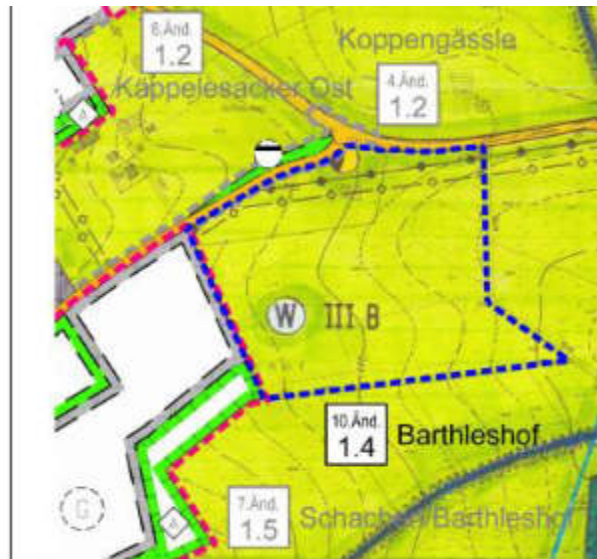 6.Änd.
1.2
Koppengässle
Käppelesäcker Ost
4.Änd.
1.2
W III B
10.Änd.
1.4
Barthleshof
G
7.Änd.
1.5
Schachen/Barthleshof